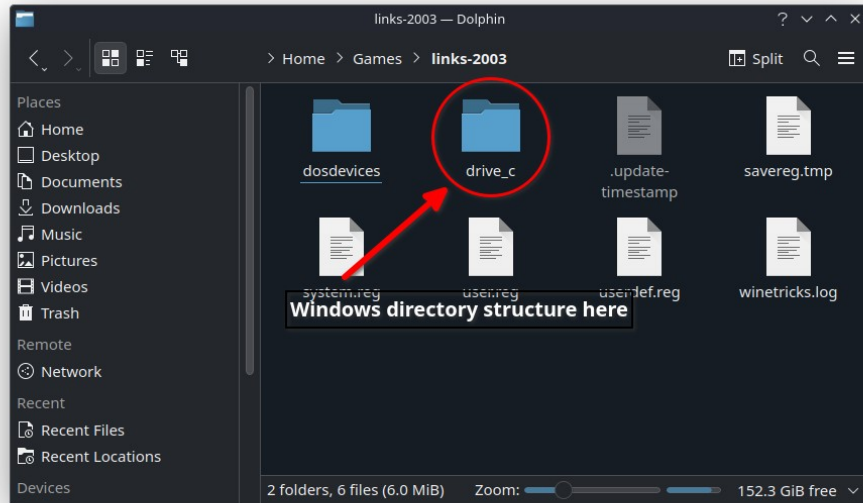 links-2003 — Dolphin
?
> Home > Games > links-2003
Split
Places
Home
Desktop
Documents
Downloads
Music
Pictures
Videos
Trash
Remote
Network
Recent
Recent Files
Recent Locations
Devices
dosdevices
drive_c
.update-
timestamp
savereg.tmp
system.reg
user.reg
userdef.reg
winetricks.log
Windows directory structure here
2 folders, 6 files (6.0 MiB)
Zoom:
152.3 GiB free